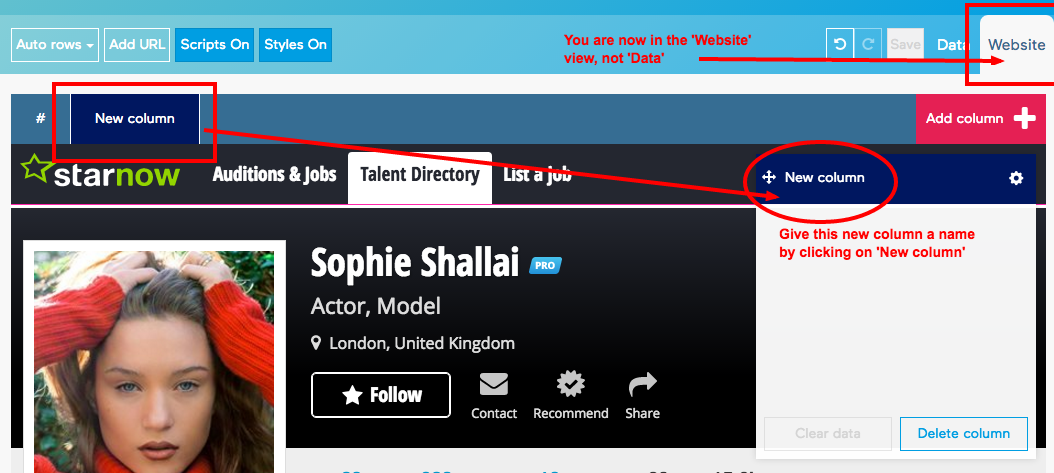 Auto rows
Add URL
Scripts On
Styles On
You are now in the 'Website'
view, not 'Data'
Save
Data
Website
#
New column
Add column
starnow
Auditions & Jobs
Talent Directory
List a job
New column
Give this new column a name
by clicking on 'New column'
Sophie Shallai PRO
Actor, Model
London, United Kingdom
Follow
Contact
Recommend
Share
Clear data
Delete column